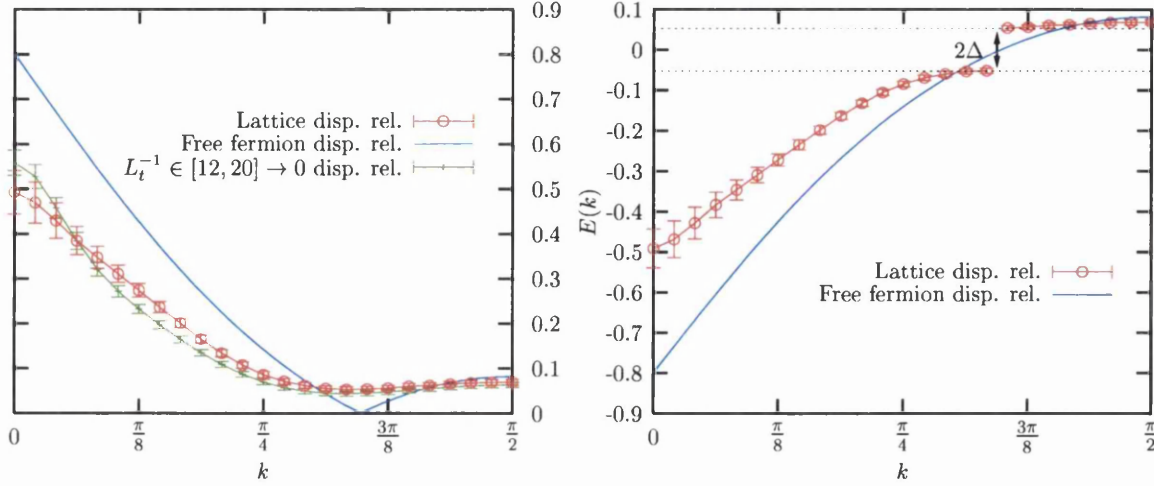 0.9
0.8
0.7
0.6
0.5
0.4
0.3
0.2
0.1
0
Lattice disp. rel.
Free fermion disp. rel.
L_t^{-1} ∈ [12, 20] → 0 disp. rel.
0 π/8 π/4 3π/8 π/2
k
E(k)
0.1
0
-0.1
-0.2
-0.3
-0.4
-0.5
-0.6
-0.7
-0.8
-0.9
2Δ
Lattice disp. rel.
Free fermion disp. rel.
0 π/8 π/4 3π/8 π/2
k